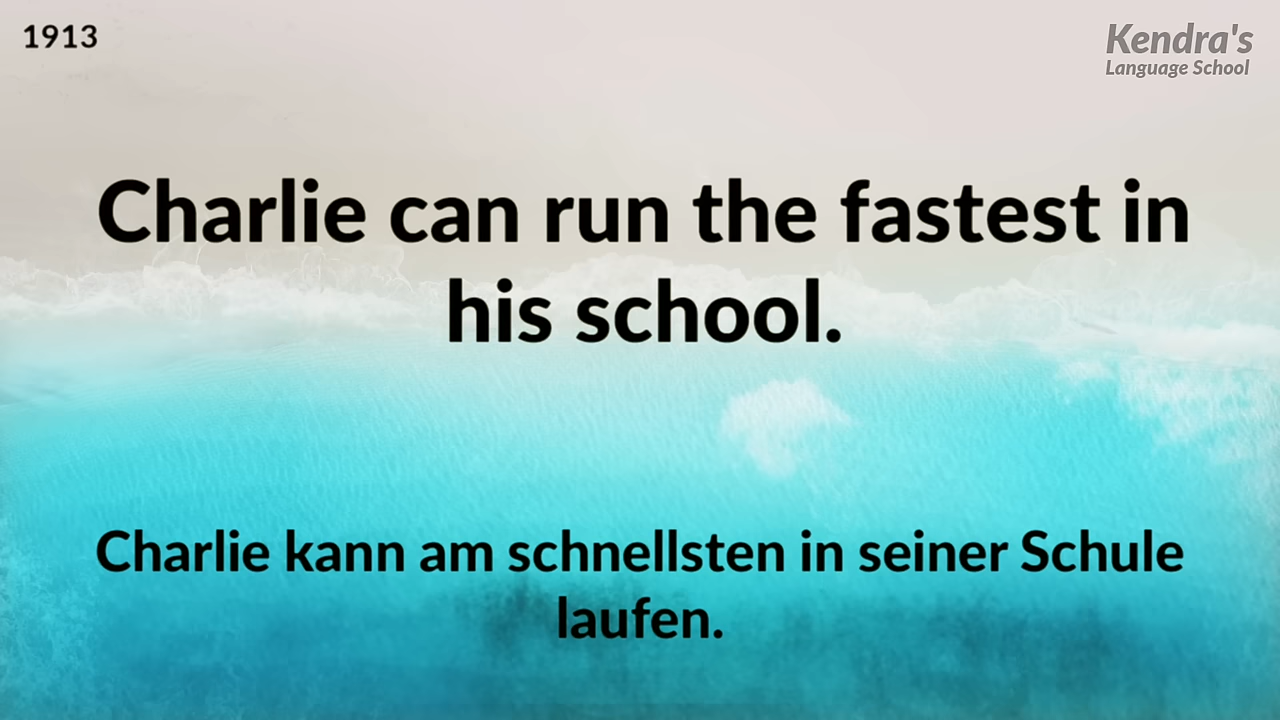 1913
Kendra's
Language School
Charlie can run the fastest in
his school.
Charlie kann am schnellsten in seiner Schule
laufen.